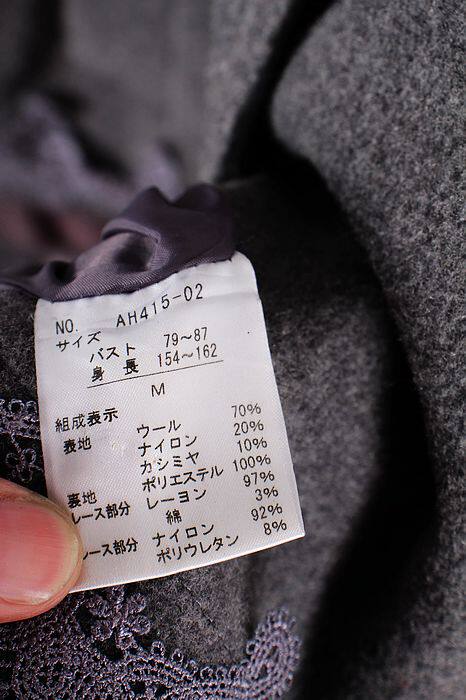 NO. AH415-02
サイズ
バスト 79～87
身長 154～162
M
組成表示
表地 ウール 70%
ナイロン 20%
カシミヤ 10%
裏地 ポリエステル 100%
レース部分 レーヨン 97%
綿 3%
レース部分 ナイロン 92%
ポリウレタン 8%